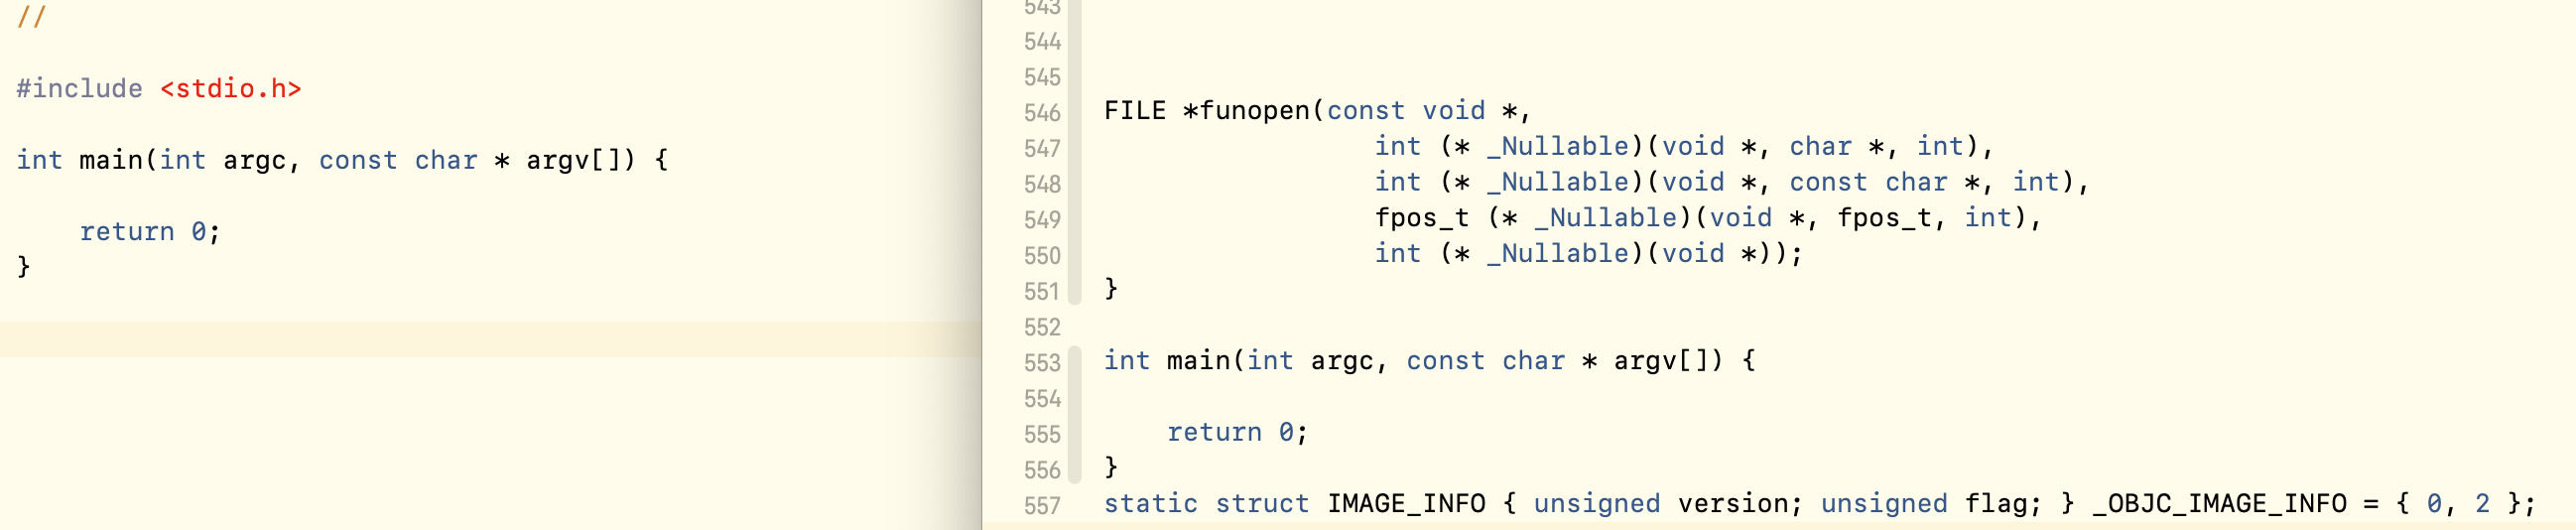 //
#include <stdio.h>
int main(int argc, const char * argv[]) {
    return 0;
}
543
544
545
546 FILE *funopen(const void *,
547                  int (* _Nullable)(void *, char *, int),
548                  int (* _Nullable)(void *, const char *, int),
549                  fpos_t (* _Nullable)(void *, fpos_t, int),
550                  int (* _Nullable)(void *));
551 }
552
553 int main(int argc, const char * argv[]) {
554
555     return 0;
556 }
557 static struct IMAGE_INFO { unsigned version; unsigned flag; } _OBJC_IMAGE_INFO = { 0, 2 };